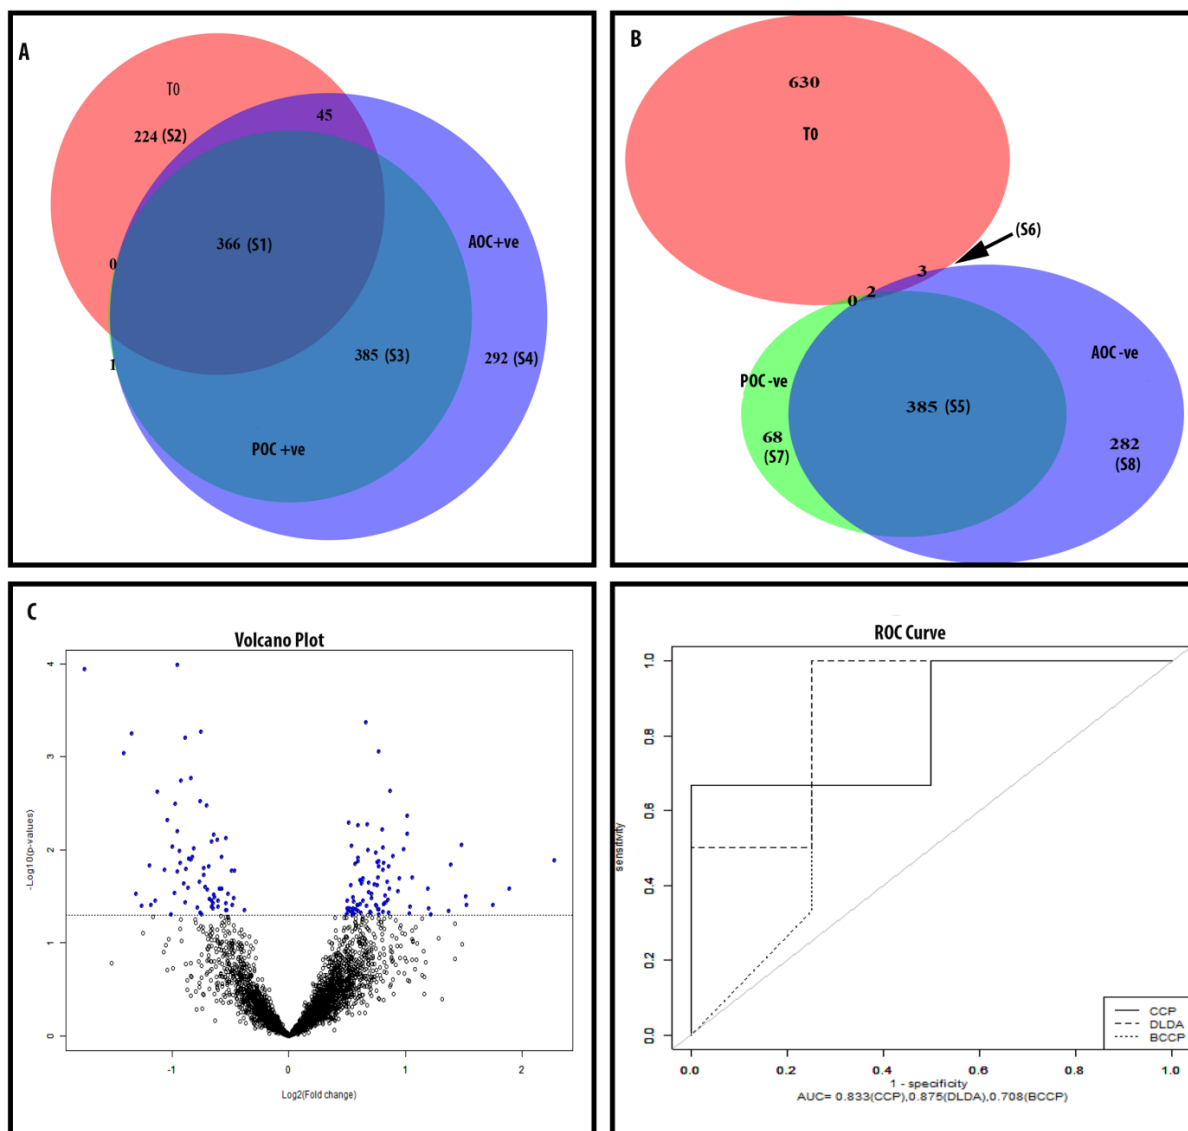 A
T0
224 (S2)
45
366 (S1)
AOC+ve
0
385 (S3)
292 (S4)
1
POC +ve
B
630
T0
(S6)
3
2
0
POC -ve
AOC -ve
385 (S5)
68
(S7)
282
(S8)
C
Volcano Plot
4
3
2
1
0
-Log10(p-values)
-1
0
1
2
Log2(Fold change)
ROC Curve
1.0
0.8
0.6
0.4
0.2
0.0
sensitivity
CCP
DLDA
BCCP
0.0
0.2
0.4
0.6
0.8
1.0
1 - specificity
AUC= 0.833(CCP),0.875(DLDA),0.708(BCCP)